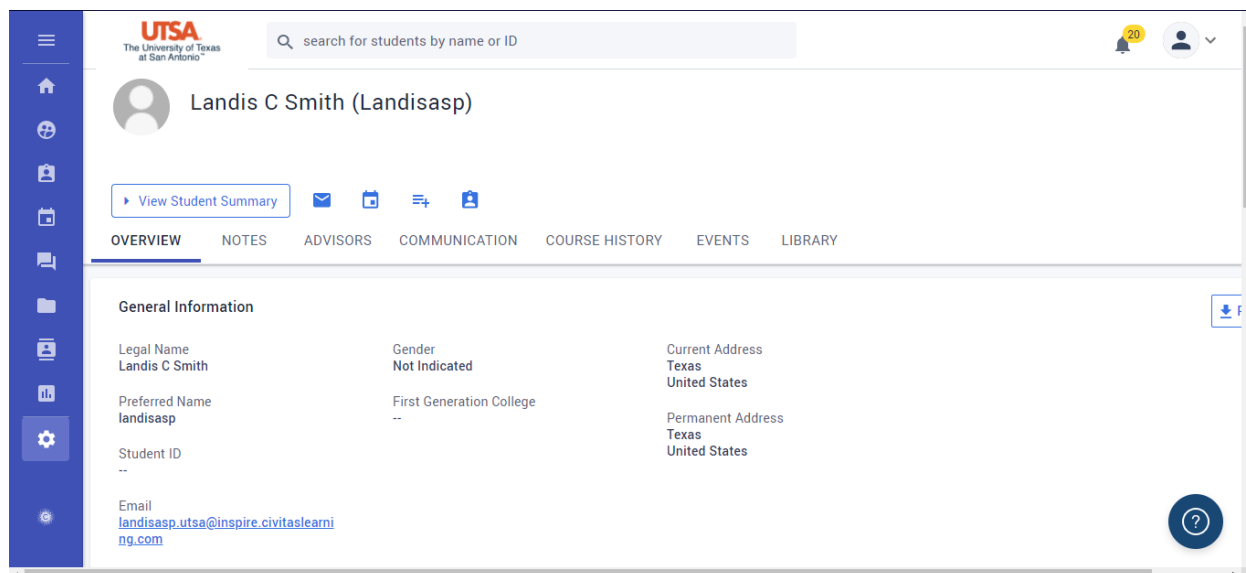 UTSA
The University of Texas
at San Antonio™
search for students by name or ID
20
Landis C Smith (Landisasp)
View Student Summary
OVERVIEW NOTES ADVISORS COMMUNICATION COURSE HISTORY EVENTS LIBRARY
General Information
Legal Name
Landis C Smith
Preferred Name
landisasp
Student ID
--
Email
landisasp.utsa@inspire.civitaslearni
ng.com
Gender
Not Indicated
First Generation College
--
Current Address
Texas
United States
Permanent Address
Texas
United States